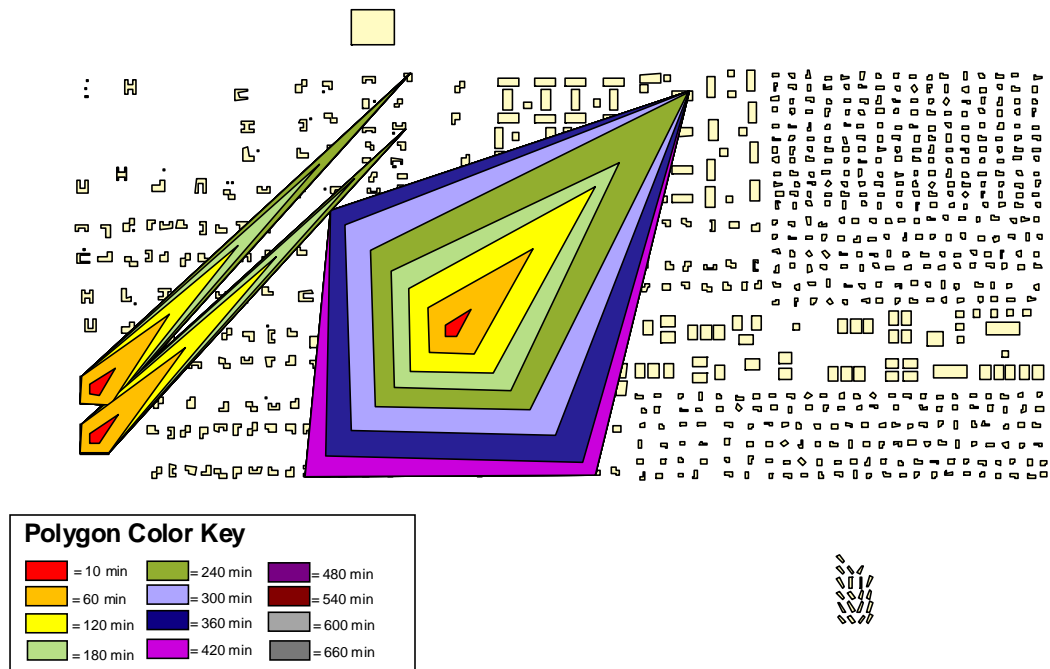 Polygon Color Key
= 10 min
= 60 min
= 120 min
= 180 min
= 240 min
= 300 min
= 360 min
= 420 min
= 480 min
= 540 min
= 600 min
= 660 min